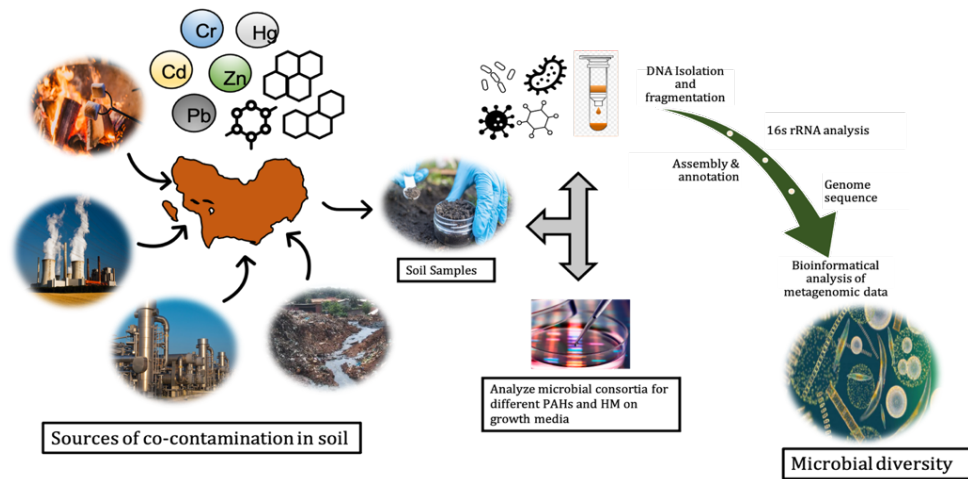 Cr
Hg
Cd
Zn
Pb
Sources of co-contamination in soil
Soil Samples
Analyze microbial consortia for
different PAHs and HM on
growth media
DNA Isolation
and
fragmentation
16s rRNA analysis
Assembly &
annotation
Genome
sequence
Bioinformatical
analysis of
metagenomic data
Microbial diversity